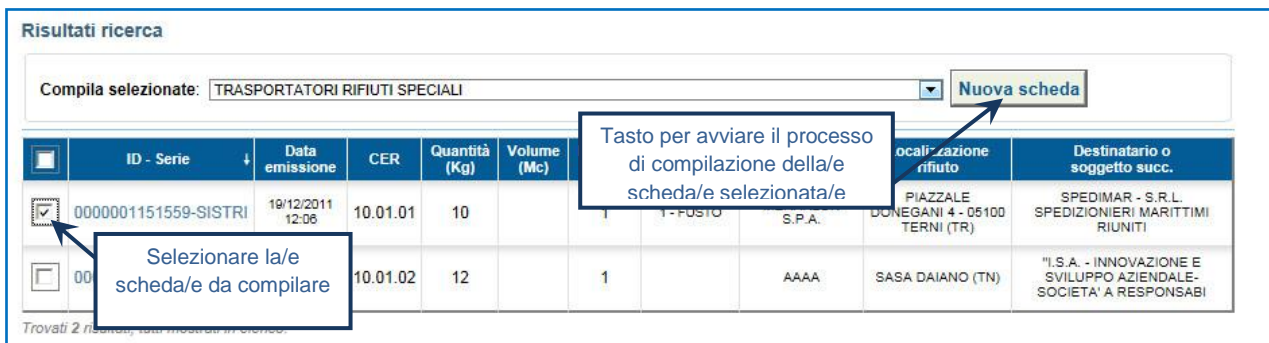 Risultati ricerca
Compila selezionate: TRASPORTATORI RIFIUTI SPECIALI
Nuova scheda
Tasto per avviare il processo
di compilazione della/e
scheda/e selezionata/e
ID - Serie
Data
emissione
CER
Quantità
(Kg)
Volume
(Mc)
rifiuto
Destinatario o
soggetto succ.
0000001151559-SISTRI
19/12/2011
12:06
10.01.01
10
1
1 - FUSTO
S.P.A.
PIAZZALE
DONEGANI 4 - 05100
TERNI (TR)
SPEDIMAR - S.R.L.
SPEDIZIONIERI MARITTIMI
RIUNITI
Selezionare la/e
scheda/e da compilare
10.01.02
12
1
AAAA
SASA DAIANO (TN)
"I.S.A. - INNOVAZIONE E
SVILUPPO AZIENDALE-
SOCIETA' A RESPONSABI
Trovati 2 risultati, tutti mostrati in elenco.